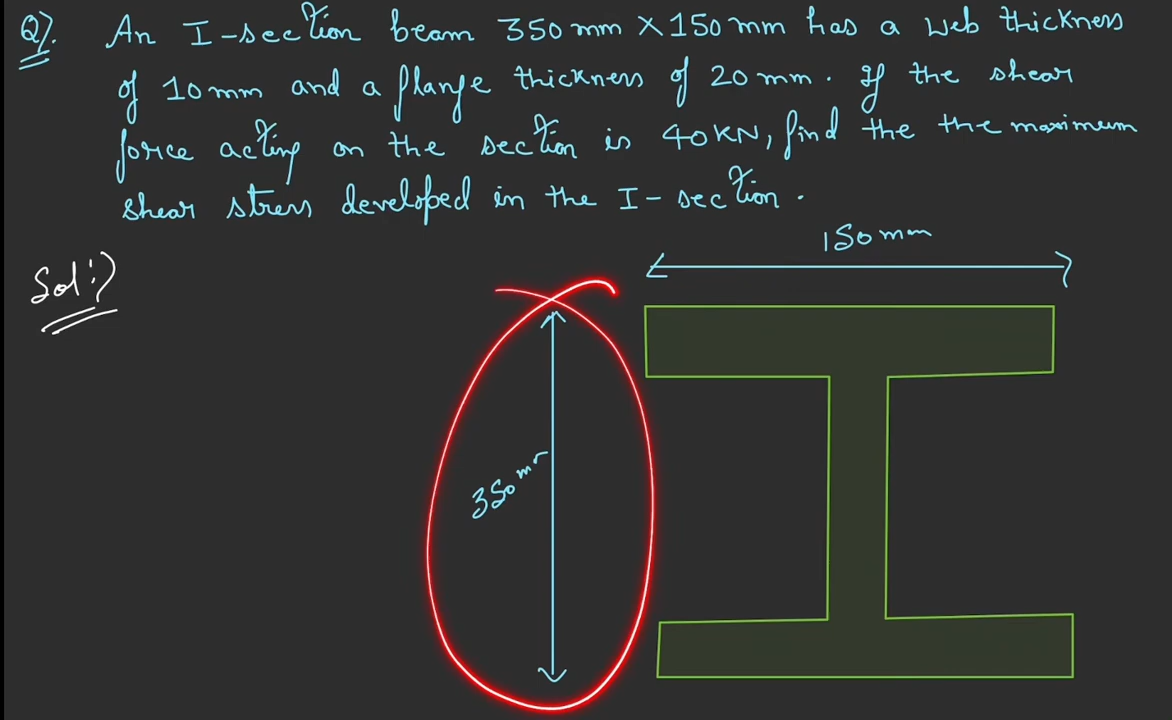 Q). An I-section beam 350 mm X 150 mm has a web thickness
of 10 mm and a flange thickness of 20 mm. If the shear
force acting on the section is 40 KN, find the the maximum
shear stress developed in the I-section.
150 mm
Sol:)
350 mm